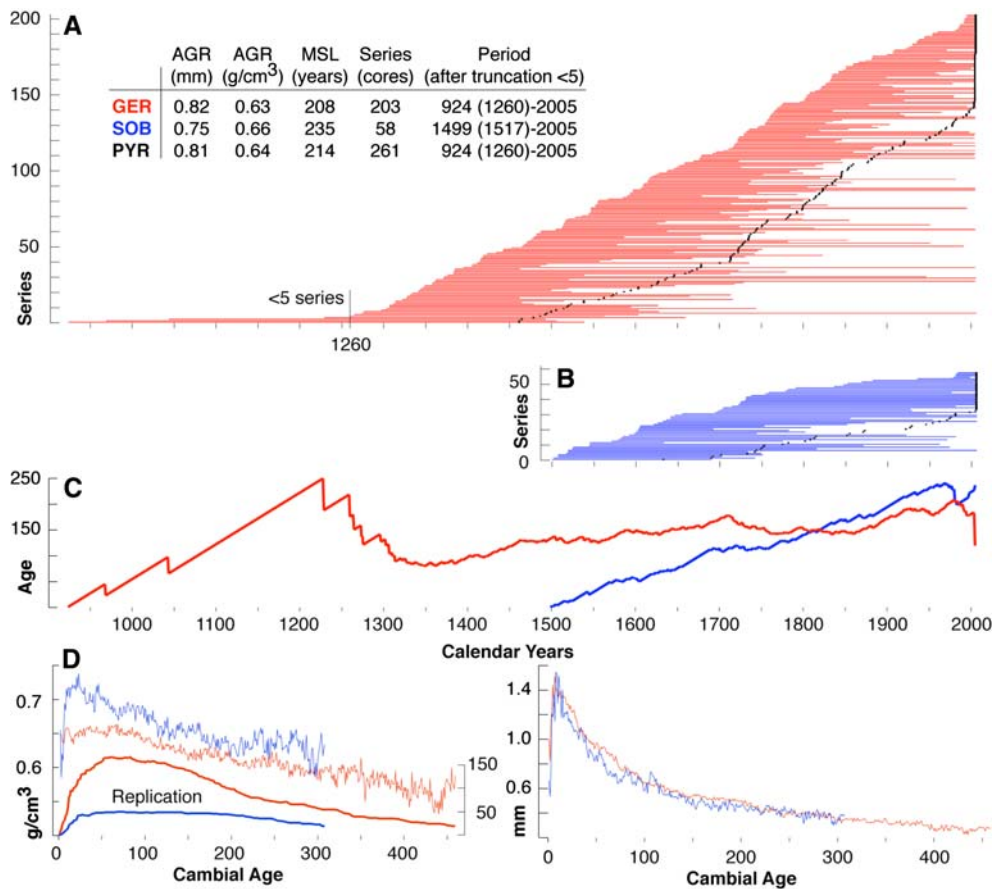 A
AGR AGR MSL Series Period
(mm) (g/cm3) (years) (cores) (after truncation <5)
GER 0.82 0.63 208 203 924 (1260)-2005
SOB 0.75 0.66 235 58 1499 (1517)-2005
PYR 0.81 0.64 214 261 924 (1260)-2005
200
150
100
50
0
Series
<5 series
1260
B
50
0
Series
C
250
150
50
Age
1000 1100 1200 1300 1400 1500 1600 1700 1800 1900 2000
Calendar Years
D
0.7
0.6
g/cm3
Replication
150
50
0 100 200 300 400
Cambial Age
1.4
1.0
0.6
mm
0 100 200 300 400
Cambial Age